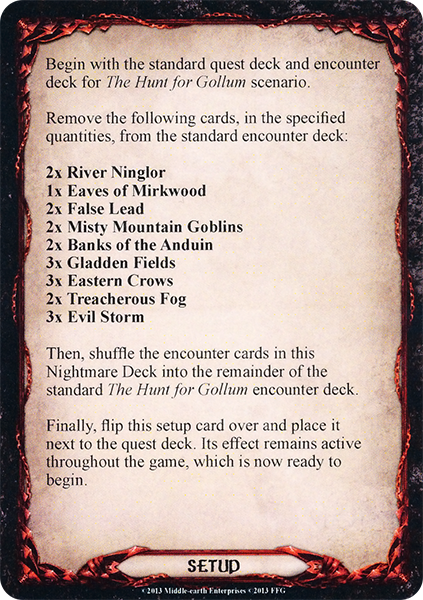 Begin with the standard quest deck and encounter
deck for The Hunt for Gollum scenario.
Remove the following cards, in the specified
quantities, from the standard encounter deck:
2x River Ninglor
1x Eaves of Mirkwood
2x False Lead
2x Misty Mountain Goblins
2x Banks of the Anduin
3x Gladden Fields
3x Eastern Crows
2x Treacherous Fog
3x Evil Storm
Then, shuffle the encounter cards in this
Nightmare Deck into the remainder of the
standard The Hunt for Gollum encounter deck.
Finally, flip this setup card over and place it
next to the quest deck. Its effect remains active
throughout the game, which is now ready to
begin.
SETUP
©2013 Middle-earth Enterprises ©2013 FFG